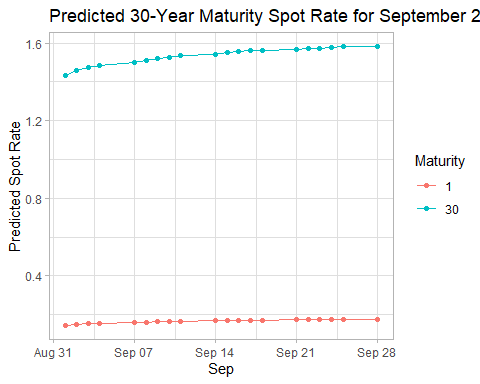 Predicted 30-Year Maturity Spot Rate for September 2
1.6
1.2
0.8
0.4
Predicted Spot Rate
Aug 31 Sep 07 Sep 14 Sep 21 Sep 28
Sep
Maturity
1
30